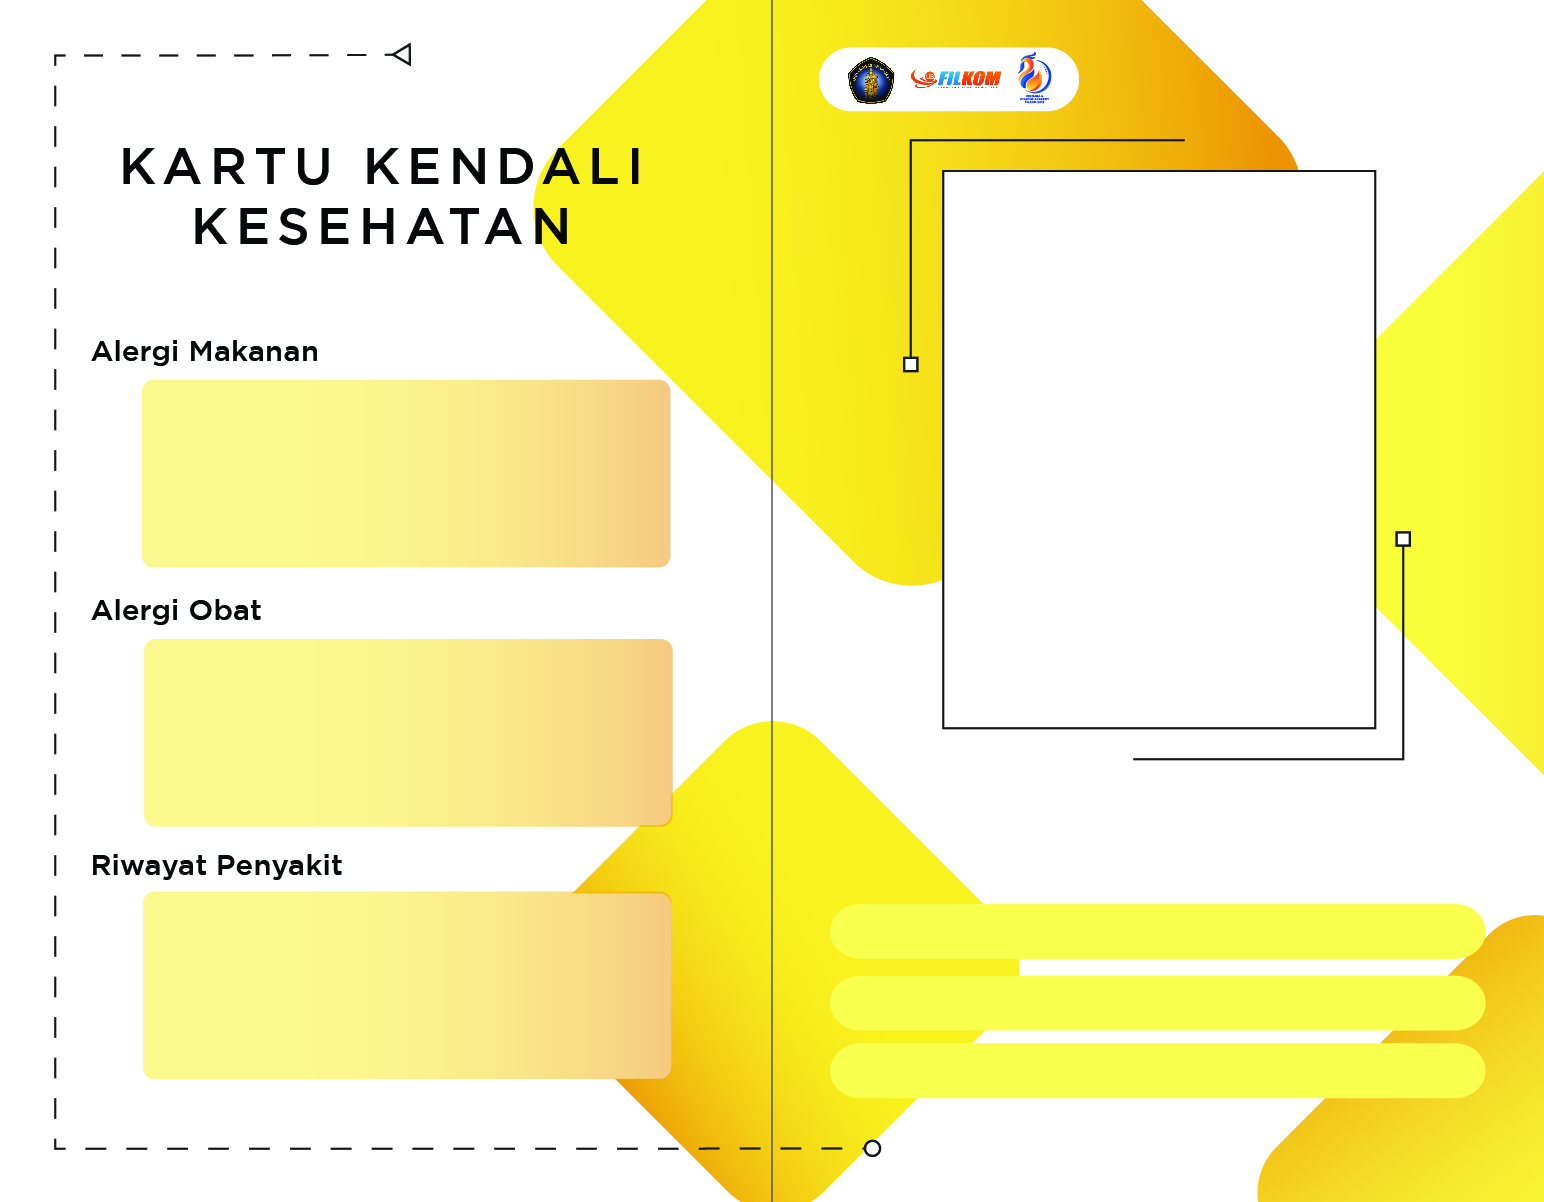 KARTU KENDALI
KESEHATAN
Alergi Makanan
Alergi Obat
Riwayat Penyakit
FILKOM